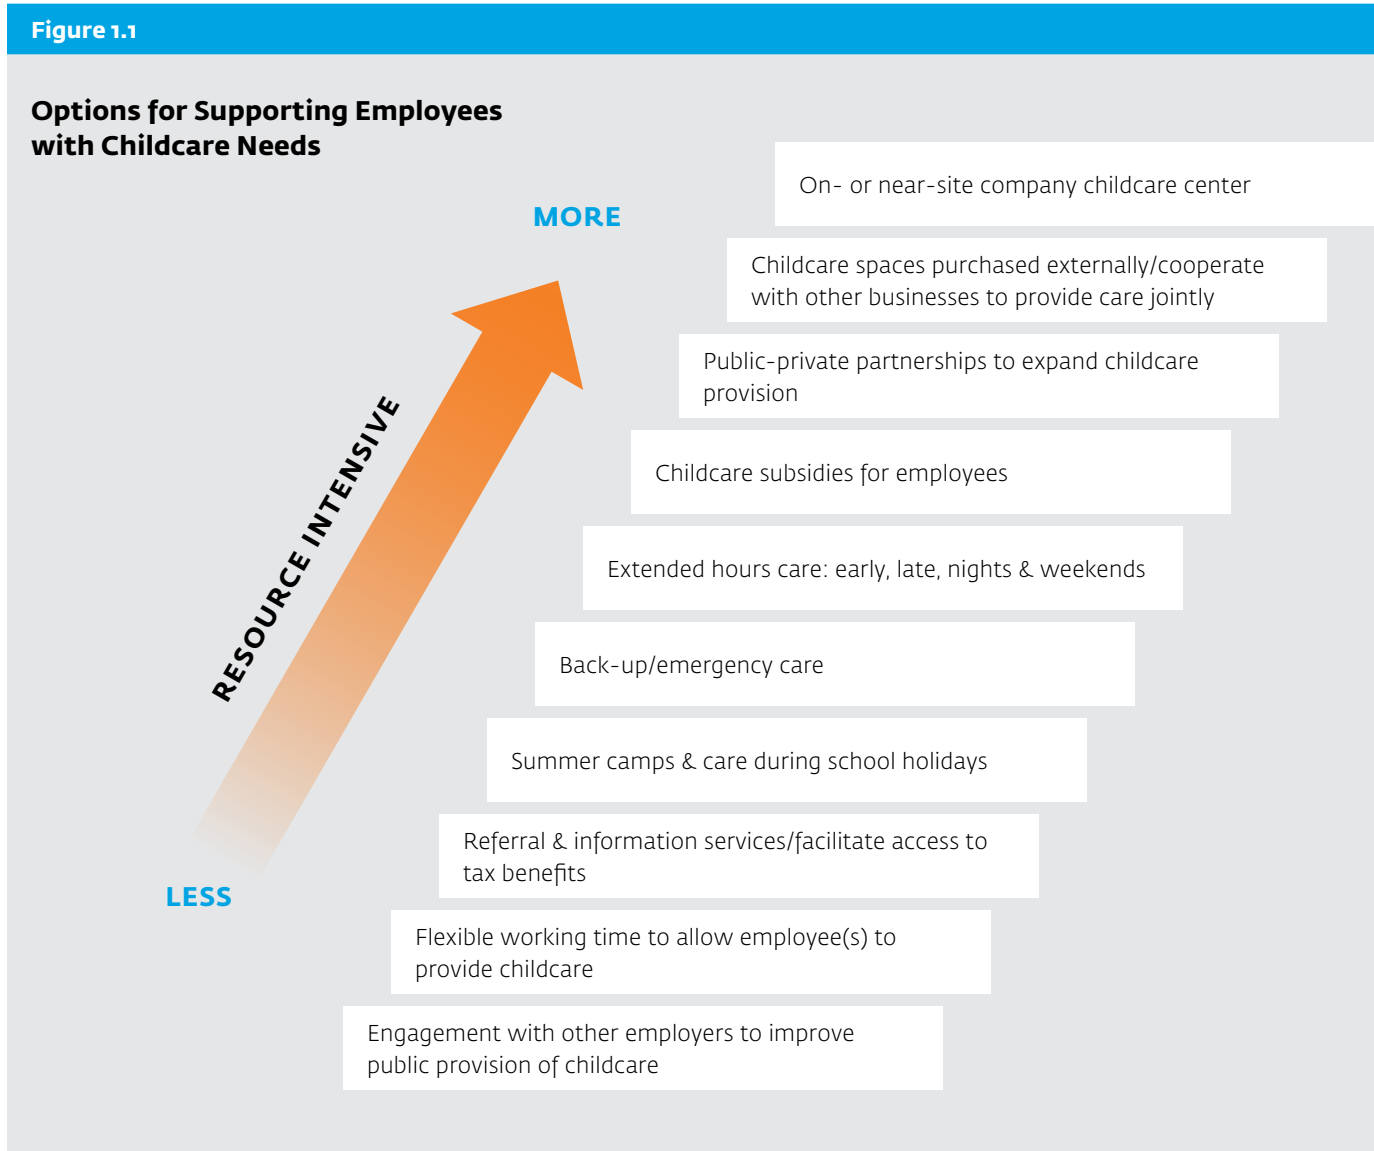 Figure 1.1
Options for Supporting Employees
with Childcare Needs
On- or near-site company childcare center
MORE
Childcare spaces purchased externally/cooperate
with other businesses to provide care jointly
Public-private partnerships to expand childcare
provision
RESOURCE INTENSIVE
Childcare subsidies for employees
Extended hours care: early, late, nights & weekends
Back-up/emergency care
Summer camps & care during school holidays
Referral & information services/facilitate access to
tax benefits
LESS
Flexible working time to allow employee(s) to
provide childcare
Engagement with other employers to improve
public provision of childcare